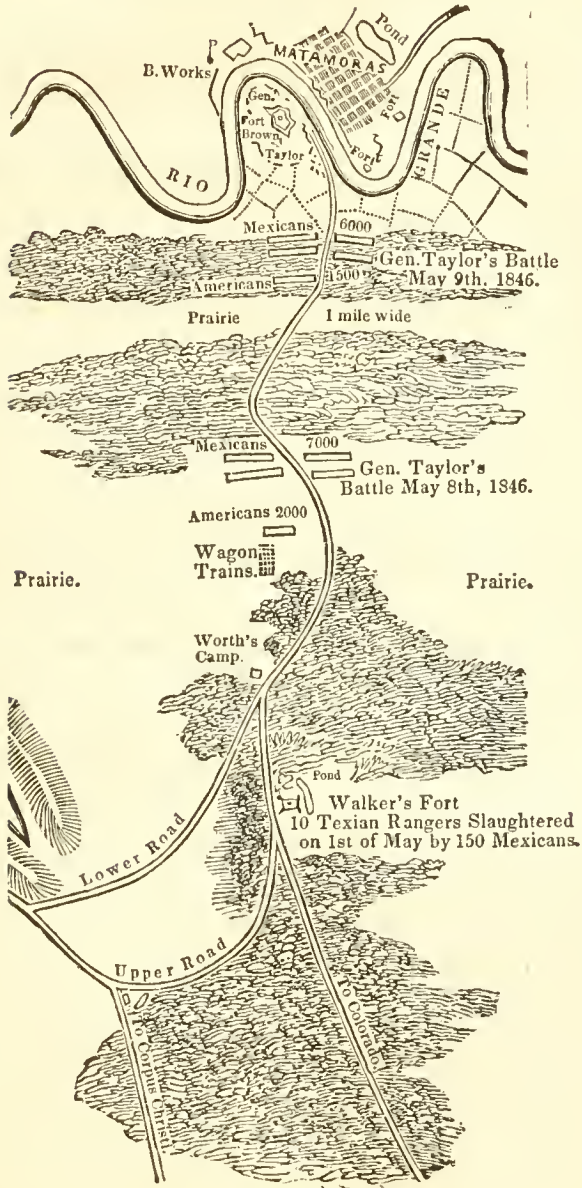 Pond
MATAMORAS
B. Works
Gen.
Fort
Brown
Taylor
Fort
Fort
RIO
GRANDE
Mexicans 6000
Gen. Taylor's Battle
May 9th. 1846.
Americans 1500
Prairie 1 mile wide
Mexicans 7000
Gen. Taylor's
Battle May 8th, 1846.
Americans 2000
Wagon
Trains.
Prairie.
Prairie.
Worth's
Camp.
Pond
Walker's Fort
10 Texian Rangers Slaughtered
on 1st of May by 150 Mexicans.
Lower Road
Upper Road
To Corpus Christi
To Colorado